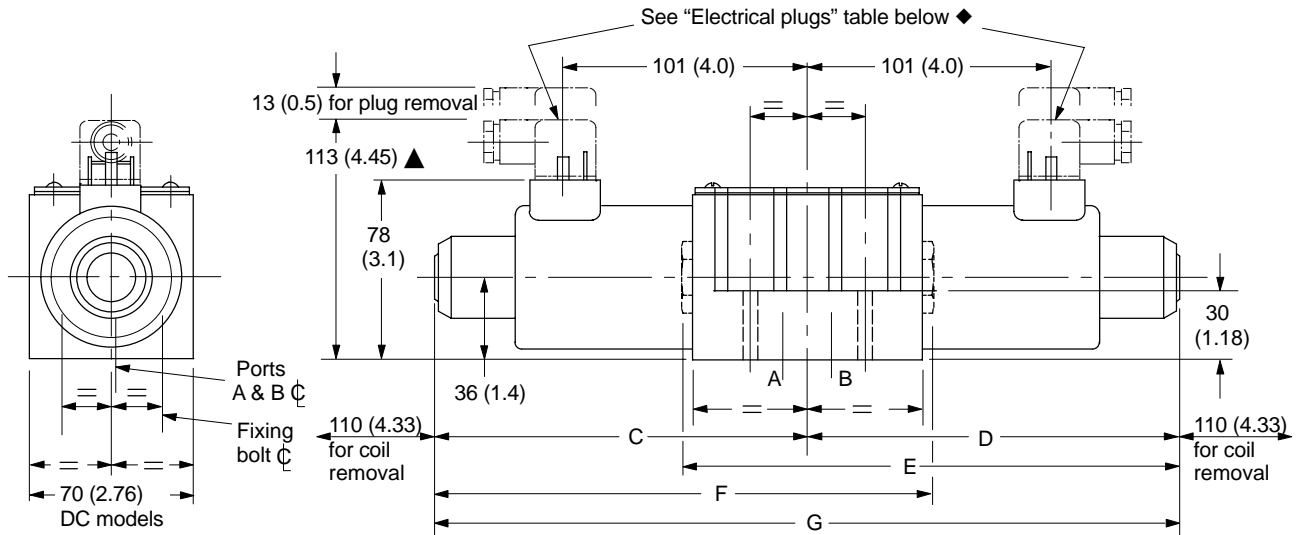 See “Electrical plugs” table below ◆
101 (4.0)
101 (4.0)
13 (0.5) for plug removal
113 (4.45) ▲
78
(3.1)
30
(1.18)
36 (1.4)
A
B
Ports
A & B ℄
Fixing
bolt ℄
70 (2.76)
DC models
110 (4.33)
for coil
removal
C
D
110 (4.33)
for coil
removal
E
F
G